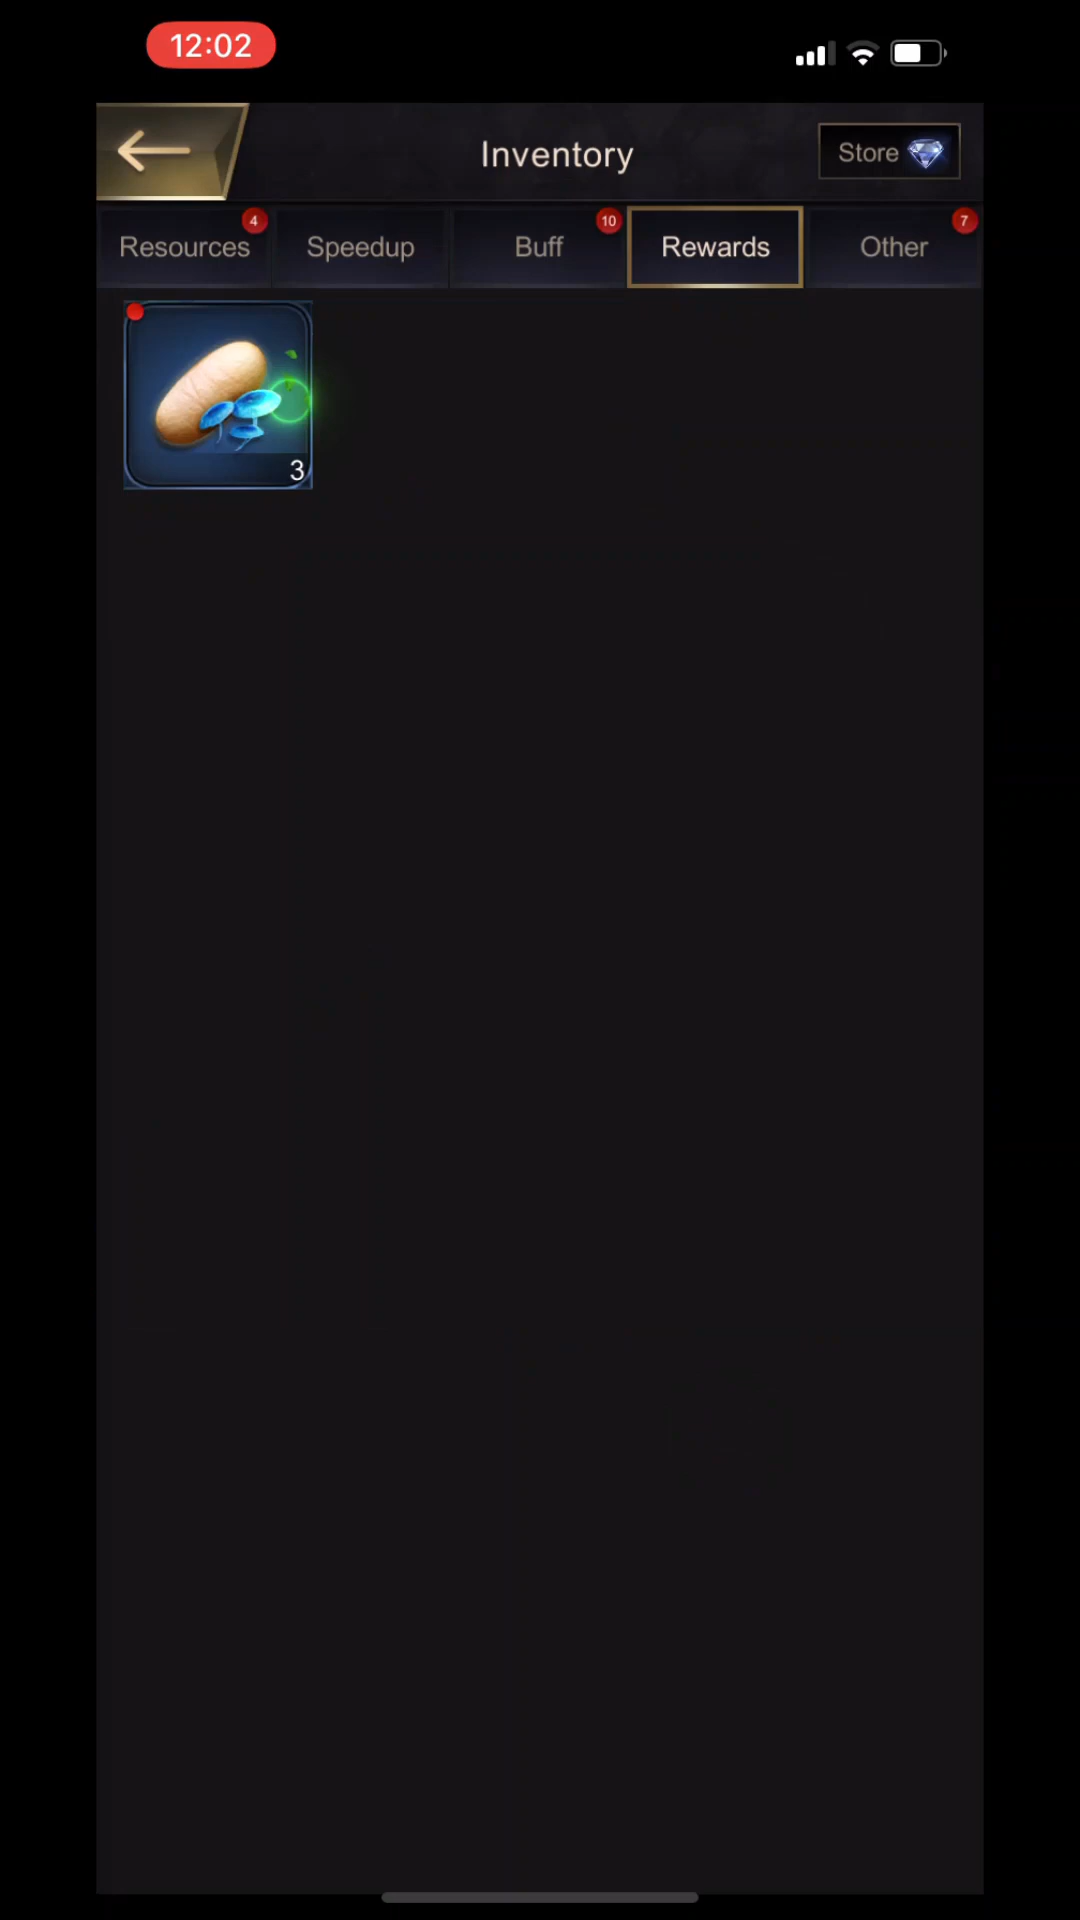 12:02
Inventory
Store
Resources 4
Speedup
Buff 10
Rewards
Other 7
3